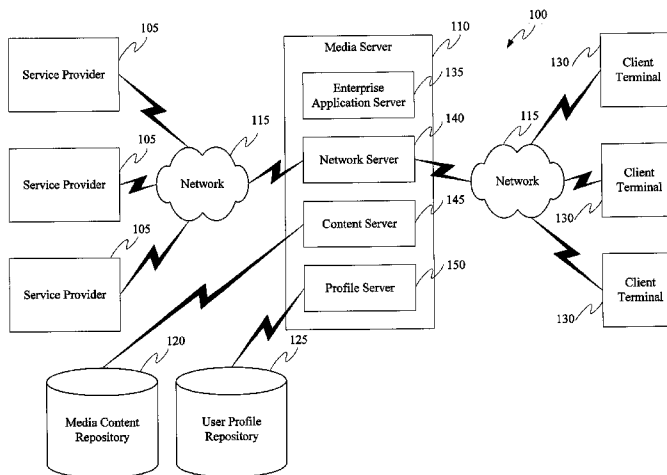 105
Service Provider
115
Network
105
Service Provider
105
Service Provider
110
Media Server
135
Enterprise
Application Server
140
Network Server
145
Content Server
150
Profile Server
100
130
Client
Terminal
115
Network
Client
Terminal
130
Client
Terminal
130
120
Media Content
Repository
125
User Profile
Repository